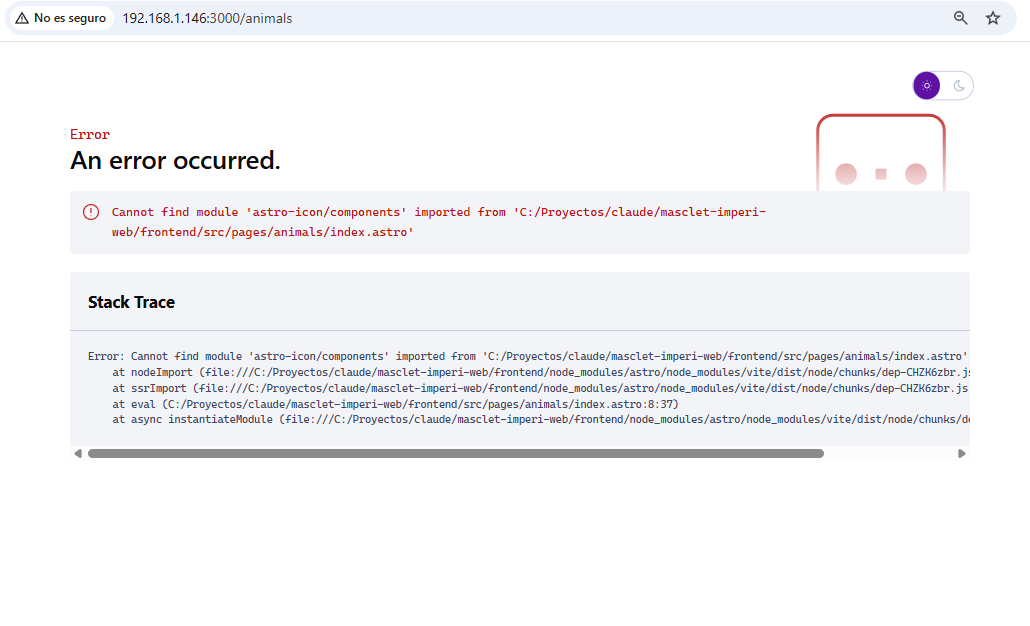 No es seguro 192.168.1.146:3000/animals
Error
An error occurred.
Cannot find module 'astro-icon/components' imported from 'C:/Proyectos/claude/masclet-imperi-
web/frontend/src/pages/animals/index.astro'
Stack Trace
Error: Cannot find module 'astro-icon/components' imported from 'C:/Proyectos/claude/masclet-imperi-web/frontend/src/pages/animals/index.astro'
at nodeImport (file:///C:/Proyectos/claude/masclet-imperi-web/frontend/node_modules/astro/node_modules/vite/dist/node/chunks/dep-CHZK6zbr.js
at ssrImport (file:///C:/Proyectos/claude/masclet-imperi-web/frontend/node_modules/astro/node_modules/vite/dist/node/chunks/dep-CHZK6zbr.js
at eval (C:/Proyectos/claude/masclet-imperi-web/frontend/src/pages/animals/index.astro:8:37)
at async instantiateModule (file:///C:/Proyectos/claude/masclet-imperi-web/frontend/node_modules/astro/node_modules/vite/dist/node/chunks/de